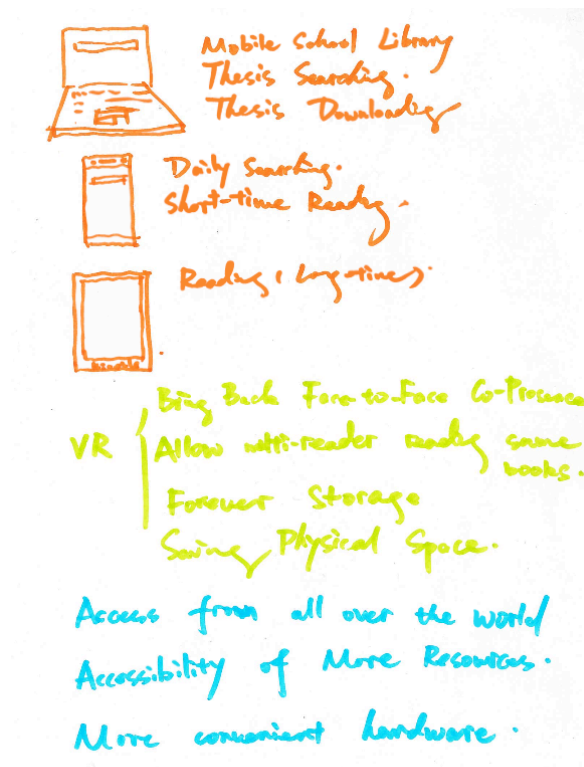 Mobile School Library
Thesis Searching.
Thesis Downloading
Daily Searching.
Short-time Reading.
Reading (Long-times).
VR
Bring Back Face-to-Face Co-Presence
Allow multi-reader reading same
books.
Forever Storage
Saving Physical Space.
Access from all over the world
Accessibility of More Resources.
More convenient hardware.